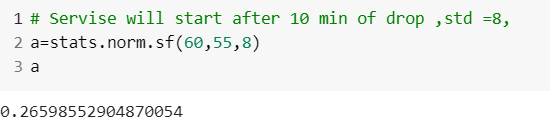 1 # Servise will start after 10 min of drop ,std =8,
2 a=stats.norm.sf(60,55,8)
3 a
0.26598552904870054